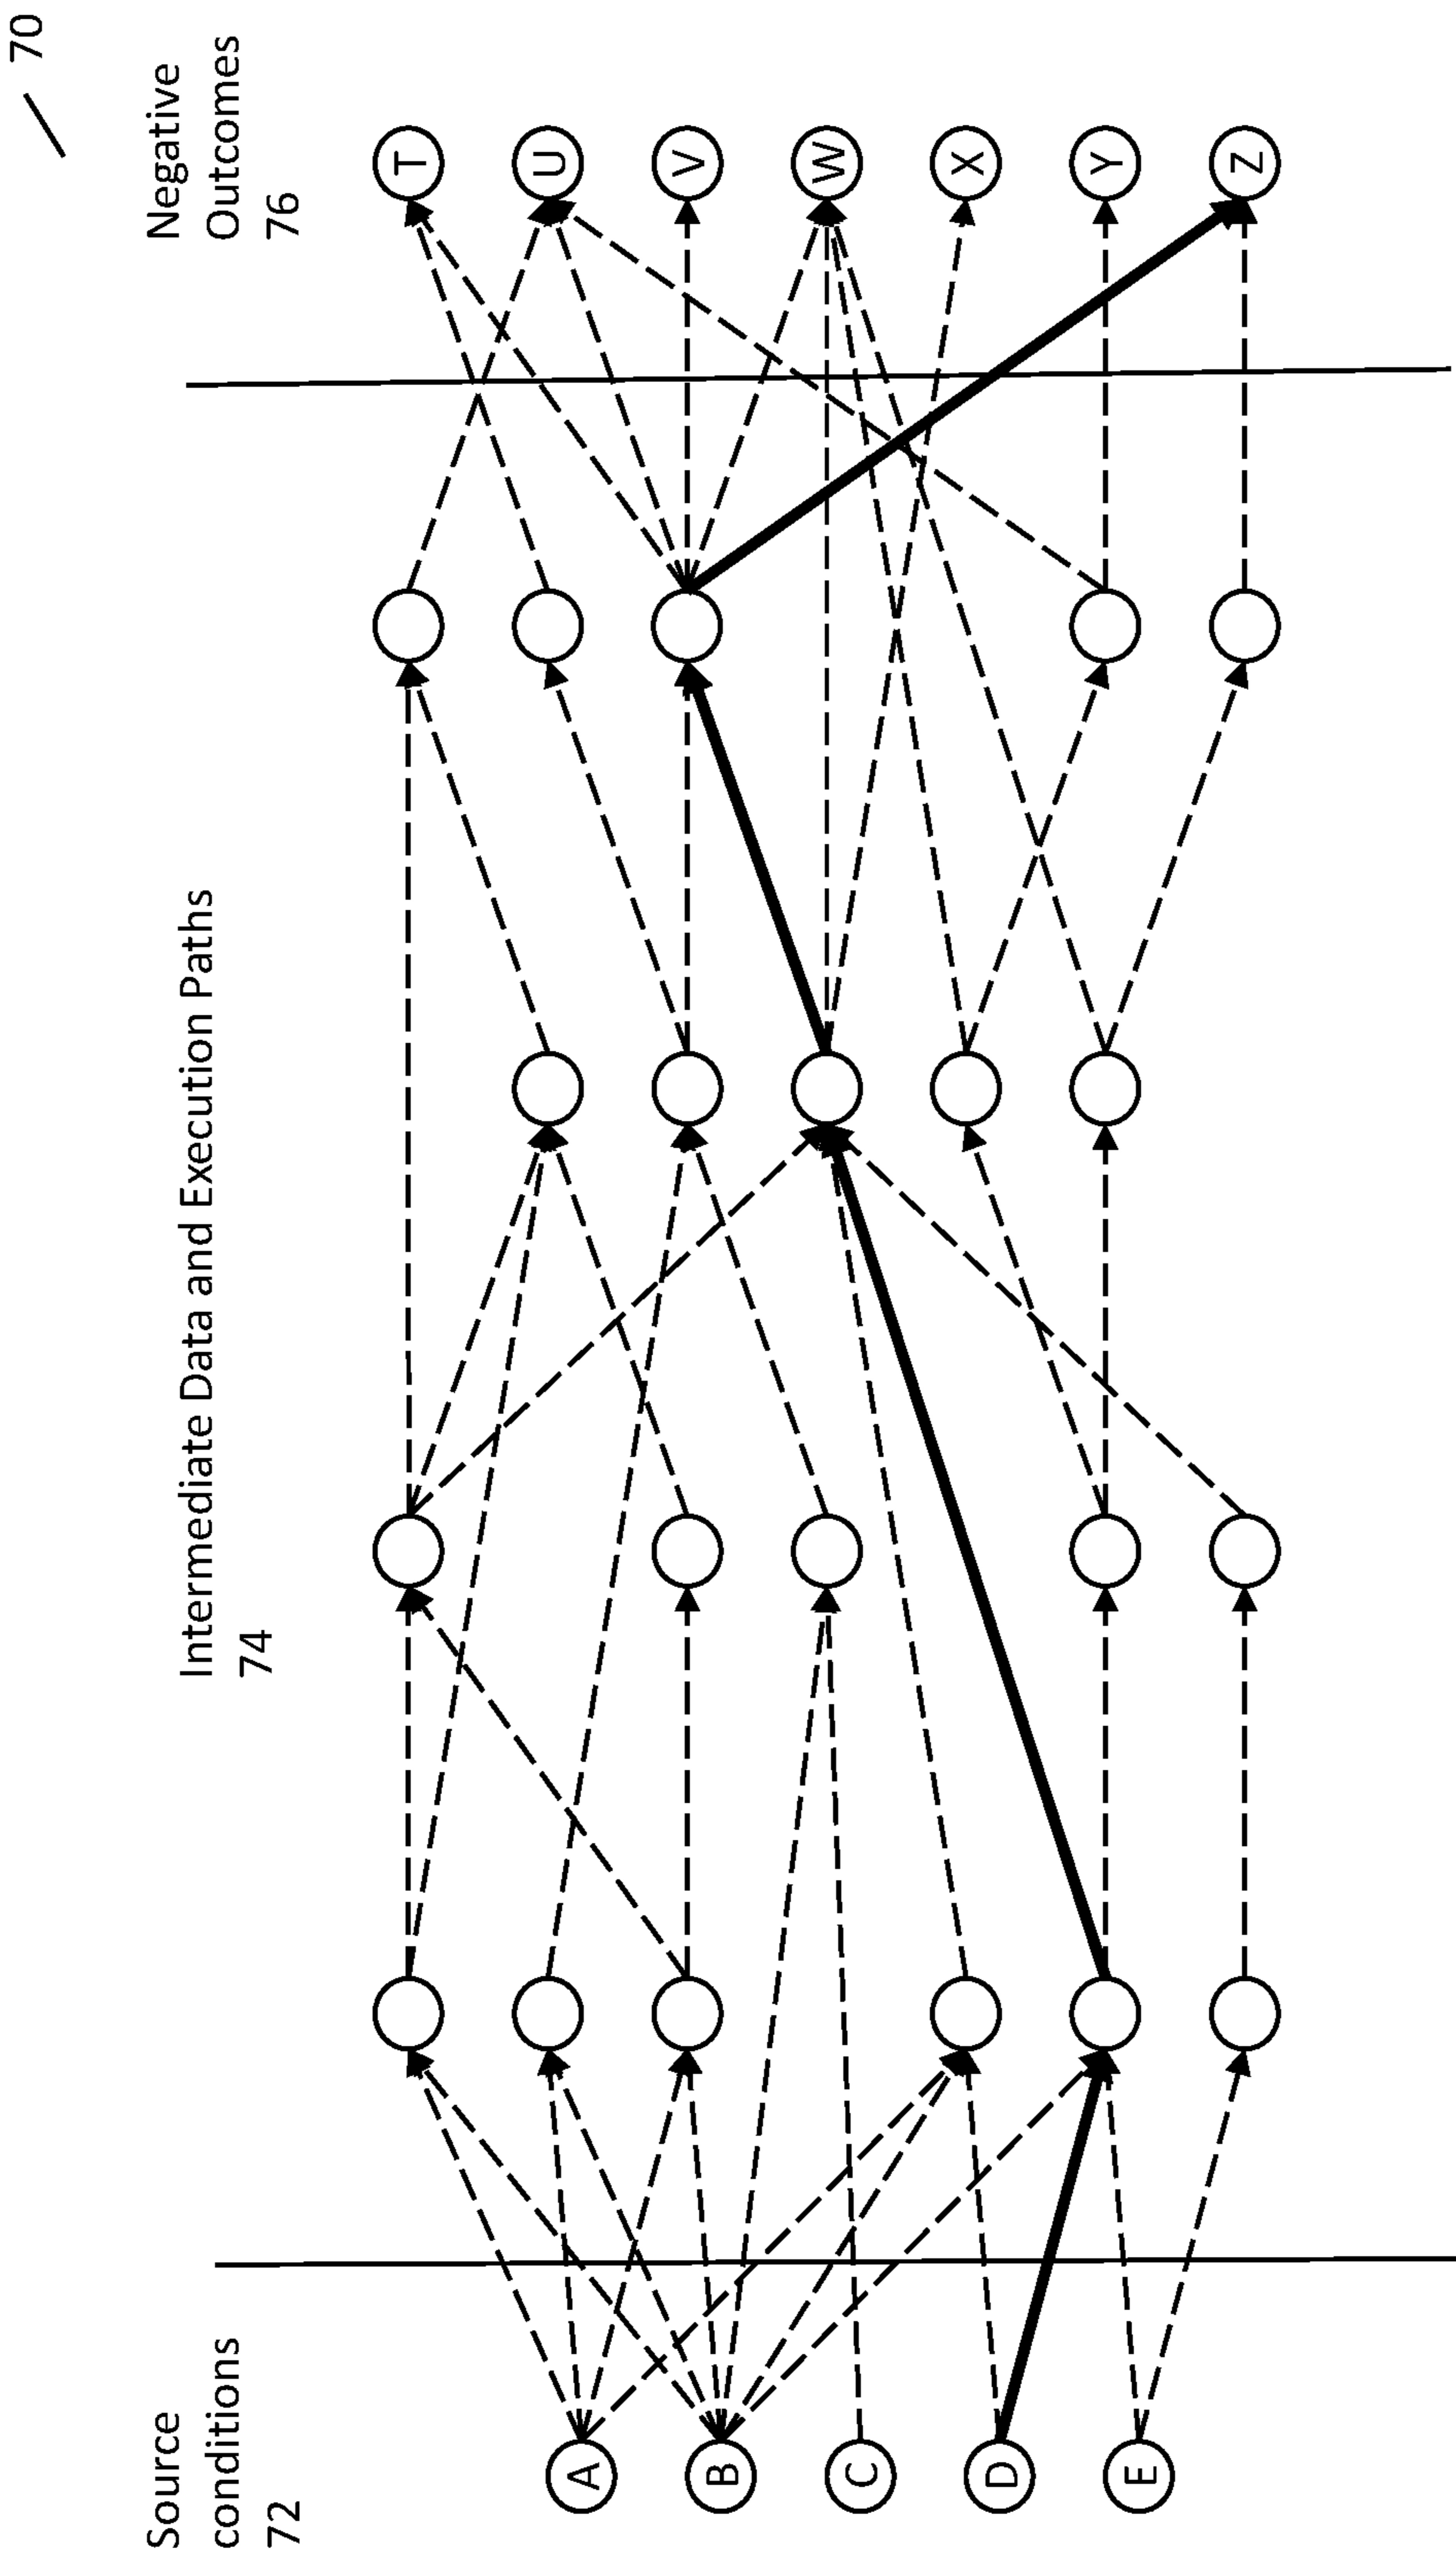 70
Source
conditions
72
Intermediate Data and Execution Paths
74
Negative
Outcomes
76
A
B
C
D
E
T
U
V
W
X
Y
Z